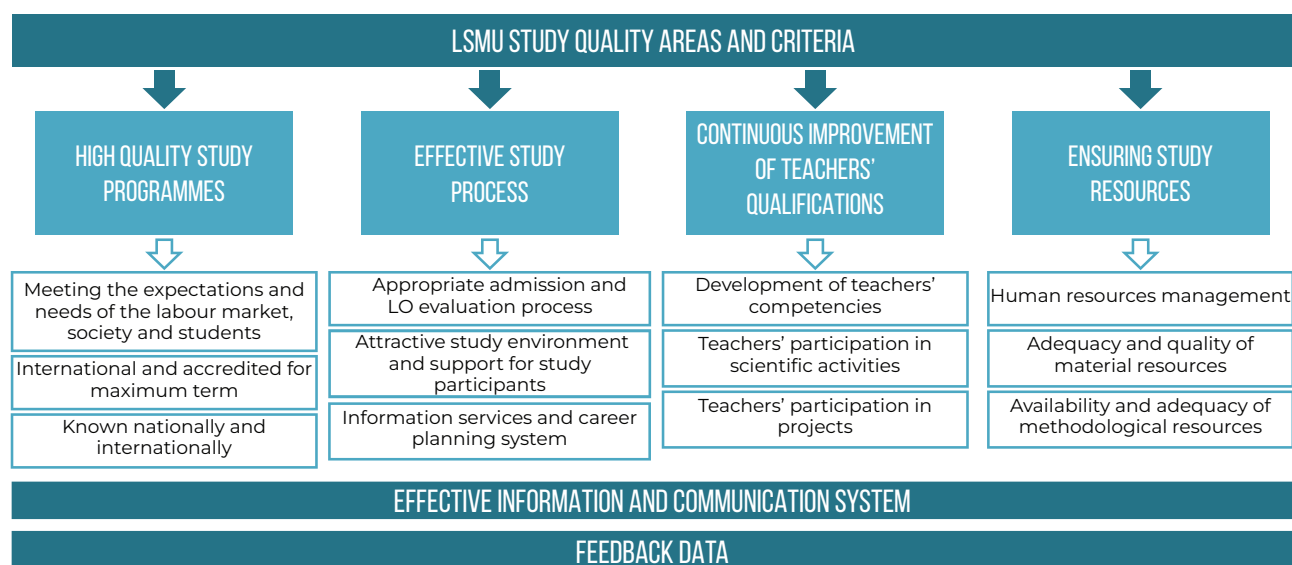 LSMU STUDY QUALITY AREAS AND CRITERIA
HIGH QUALITY STUDY
PROGRAMMES
Meeting the expectations and
needs of the labour market,
society and students
International and accredited for
maximum term
Known nationally and
internationally
EFFECTIVE STUDY
PROCESS
Appropriate admission and
LO evaluation process
Attractive study environment
and support for study
participants
Information services and career
planning system
CONTINUOUS IMPROVEMENT
OF TEACHERS’
QUALIFICATIONS
Development of teachers’
competencies
Teachers’ participation in
scientific activities
Teachers’ participation in
projects
ENSURING STUDY
RESOURCES
Human resources management
Adequacy and quality of
material resources
Availability and adequacy of
methodological resources
EFFECTIVE INFORMATION AND COMMUNICATION SYSTEM
FEEDBACK DATA